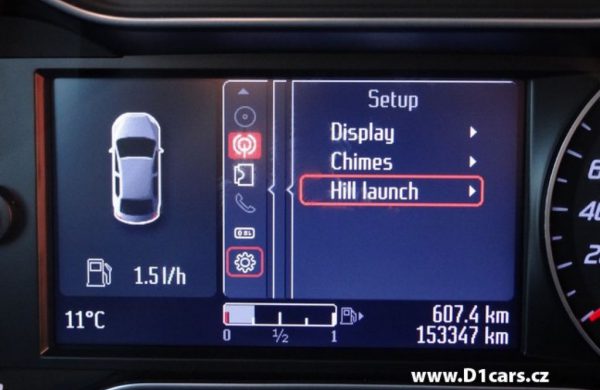 Setup
Display
Chimes
Hill launch
1.5 l/h
11°C
0 ½ 1
607.4 km
153347 km
www.D1cars.cz